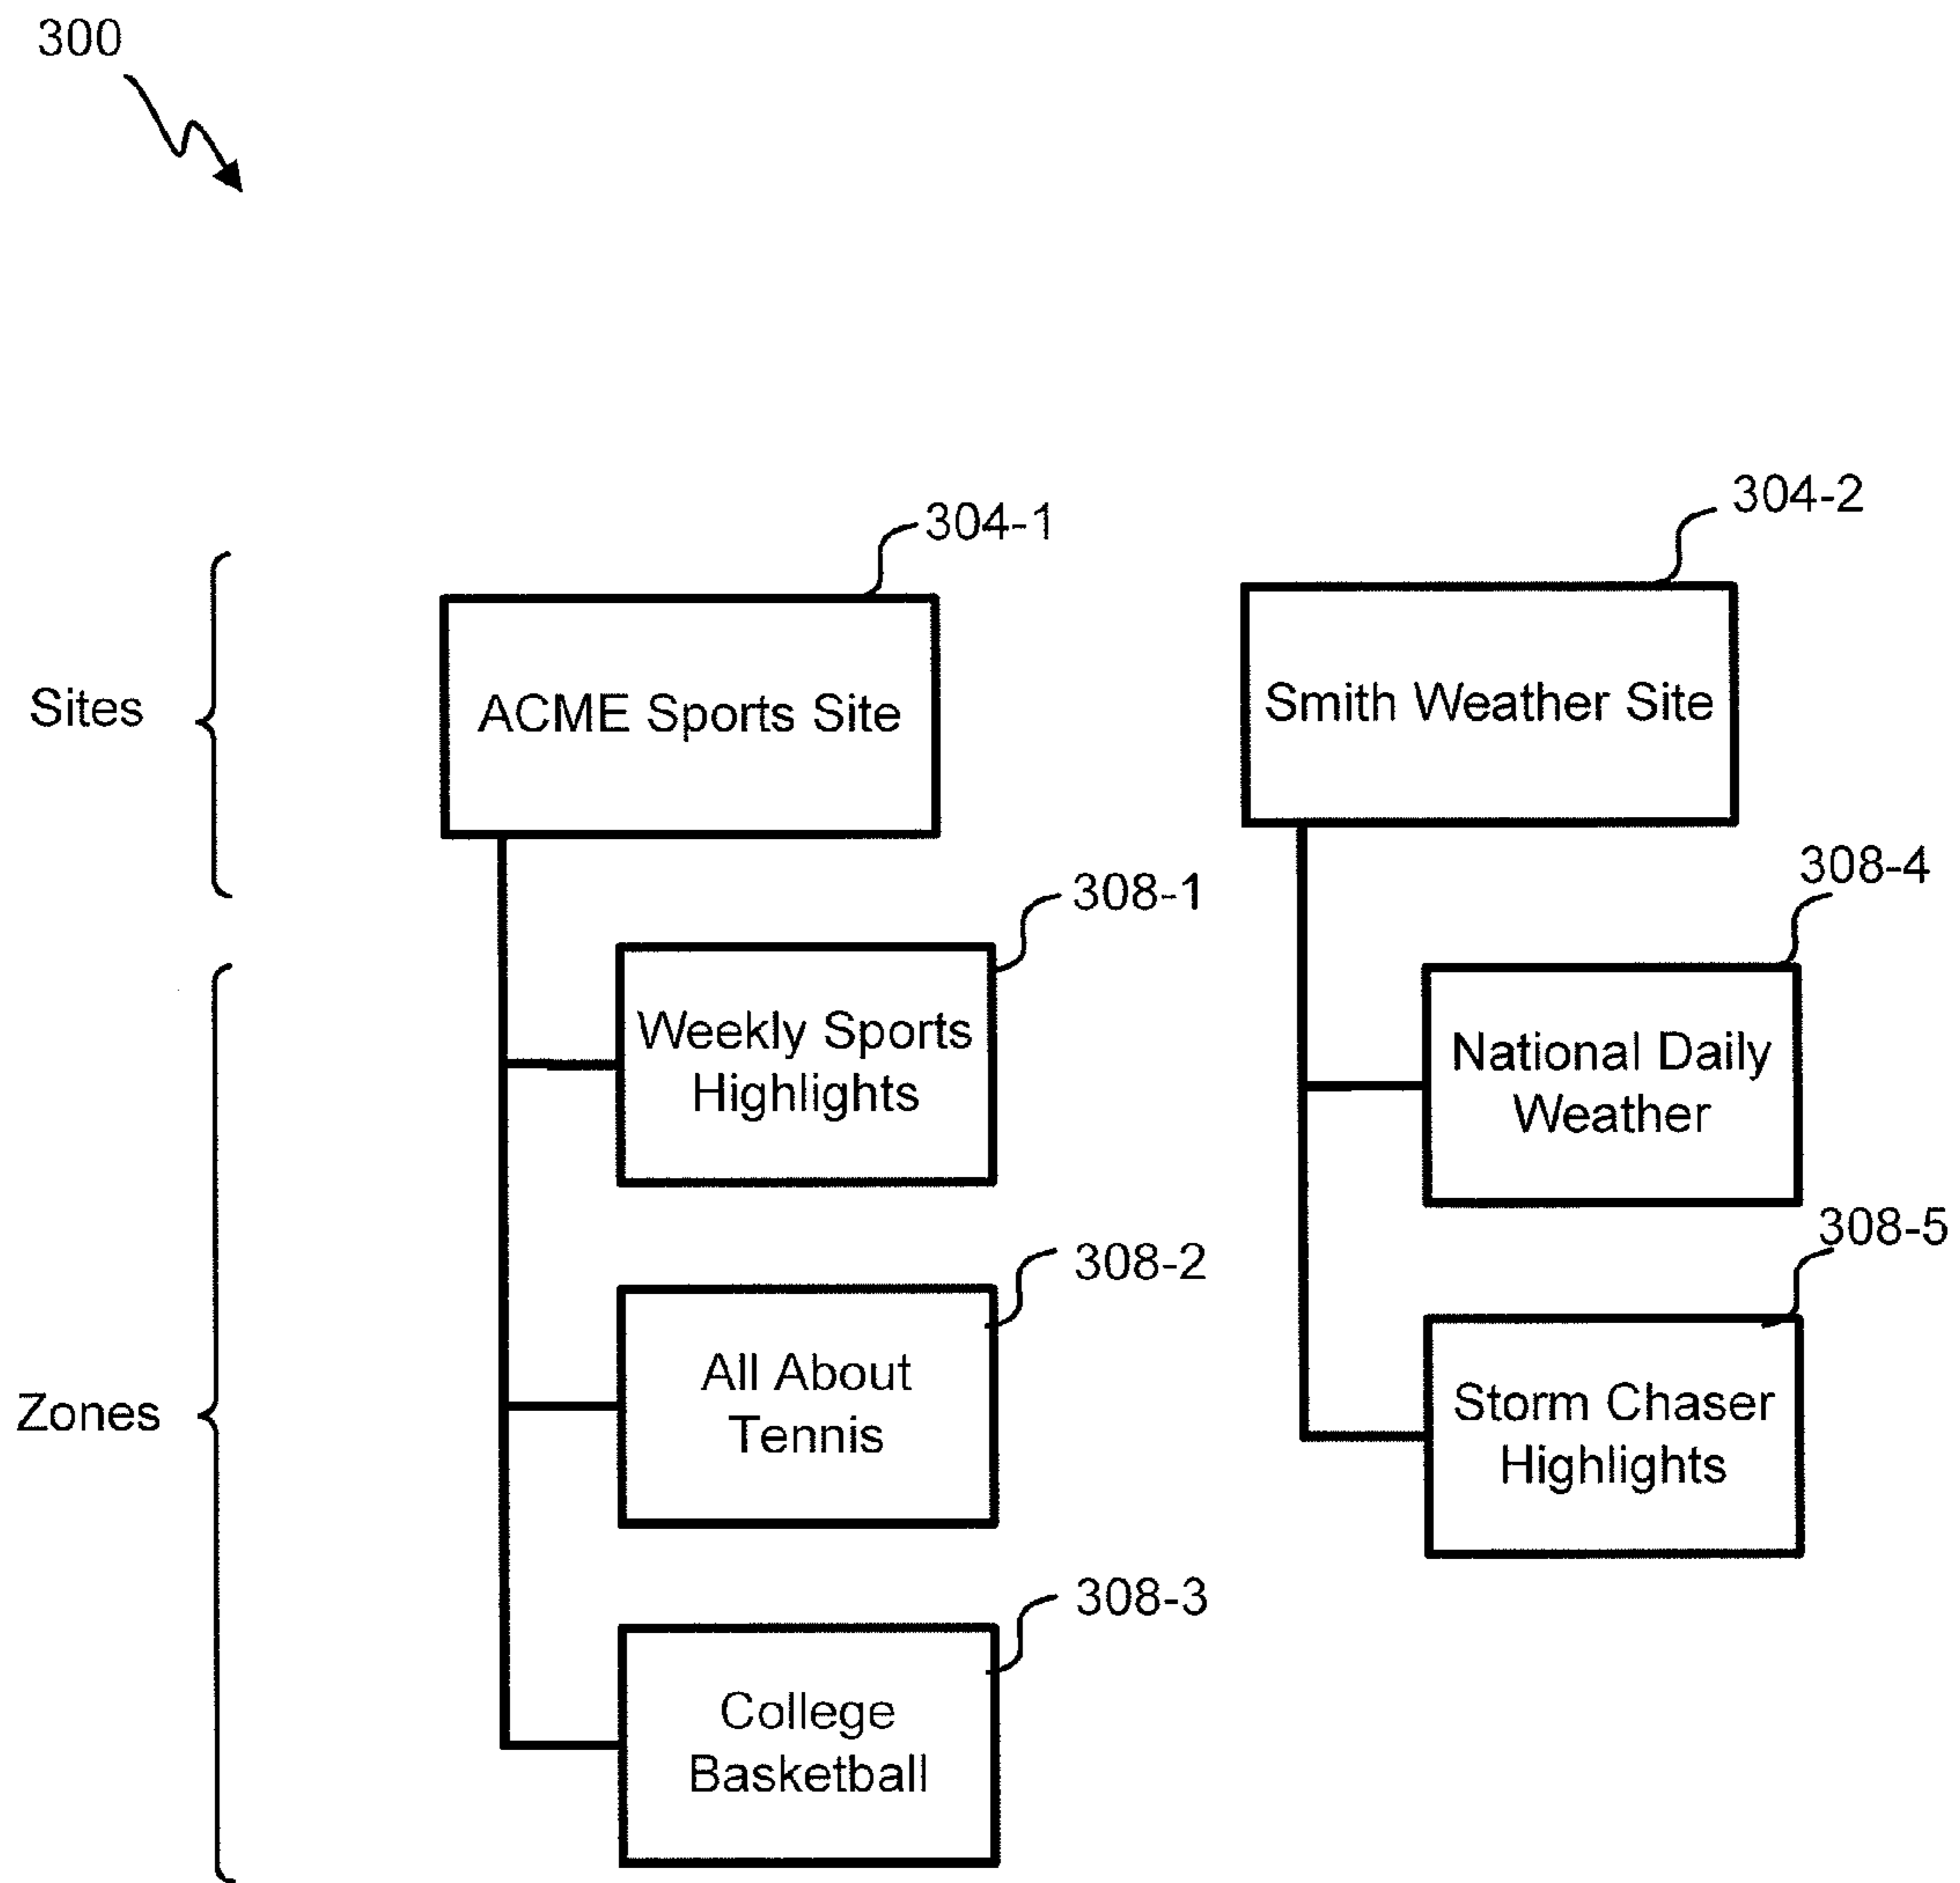 300
304-1
304-2
Sites
ACME Sports Site
Smith Weather Site
308-1
308-4
Weekly Sports
Highlights
National Daily
Weather
308-2
308-5
Zones
All About
Tennis
Storm Chaser
Highlights
308-3
College
Basketball